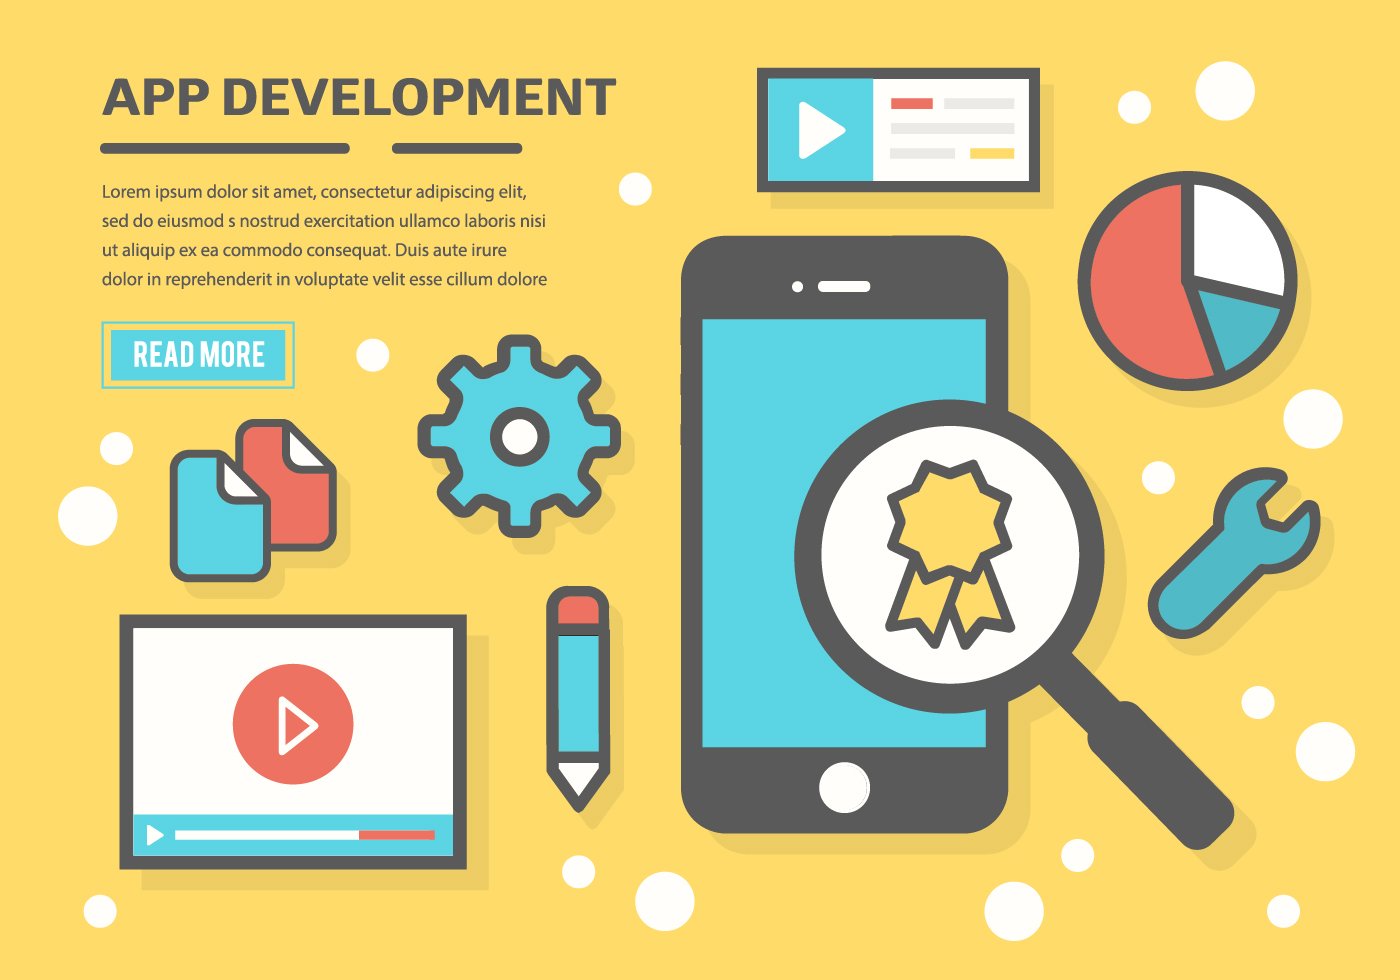 APP DEVELOPMENT
Lorem ipsum dolor sit amet, consectetur adipiscing elit,
sed do eiusmod s nostrud exercitation ullamco laboris nisi
ut aliquip ex ea commodo consequat. Duis aute irure
dolor in reprehenderit in voluptate velit esse cillum dolore
READ MORE